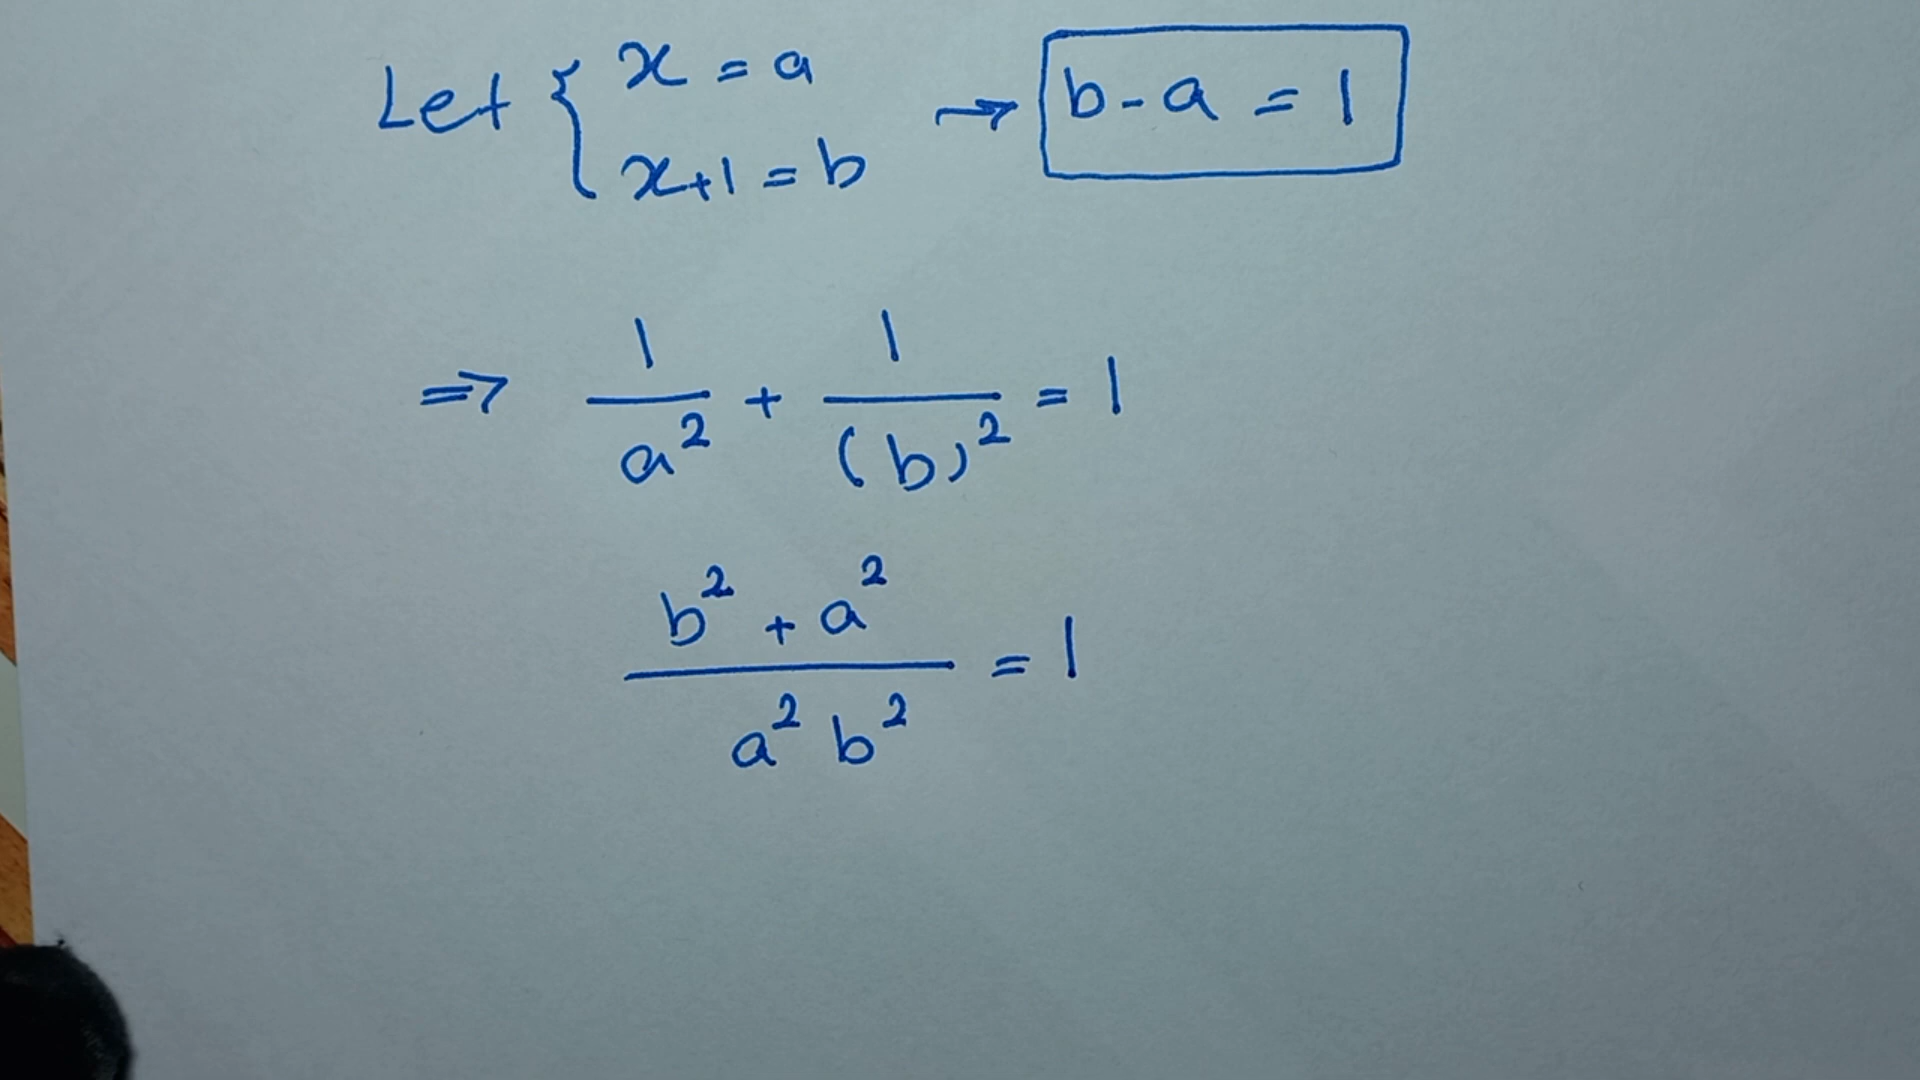 Let { x = a → b - a = 1
x+1 = b
⇒ 1/a² + 1/(b)² = 1
b² + a² / a² b² = 1